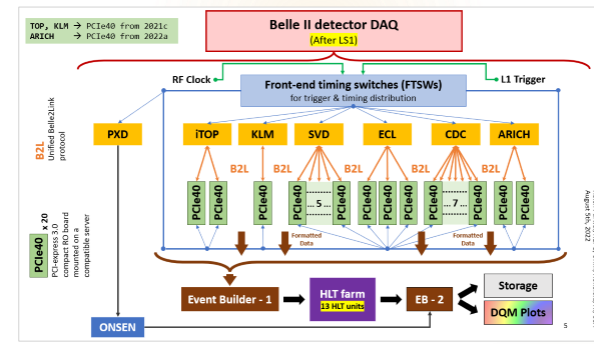 TOP, KLM → PCIe40 from 2021c
ARICH → PCIe40 from 2022a
Belle II detector DAQ
(After LS1)
RF Clock
L1 Trigger
Front-end timing switches (FTSWs)
for trigger & timing distribution
PXD
iTOP
KLM
SVD
ECL
CDC
ARICH
B2L
Unified Belle2Link
protocol
B2L
B2L
B2L
B2L
B2L
PCIe40
PCIe40
PCIe40
PCIe40
........
... 5 ...
........
PCIe40
PCIe40
PCIe40
PCIe40
........
... 7 ...
........
PCIe40
PCIe40
PCIe40
PCIe40 x 20
PCI-express 3.0
compact RO board
mounted on a
compatible server
Formatted
Data
Formatted
Data
Event Builder - 1
HLT farm
13 HLT units
EB - 2
Storage
DQM Plots
ONSEN
August 5th, 2022
5